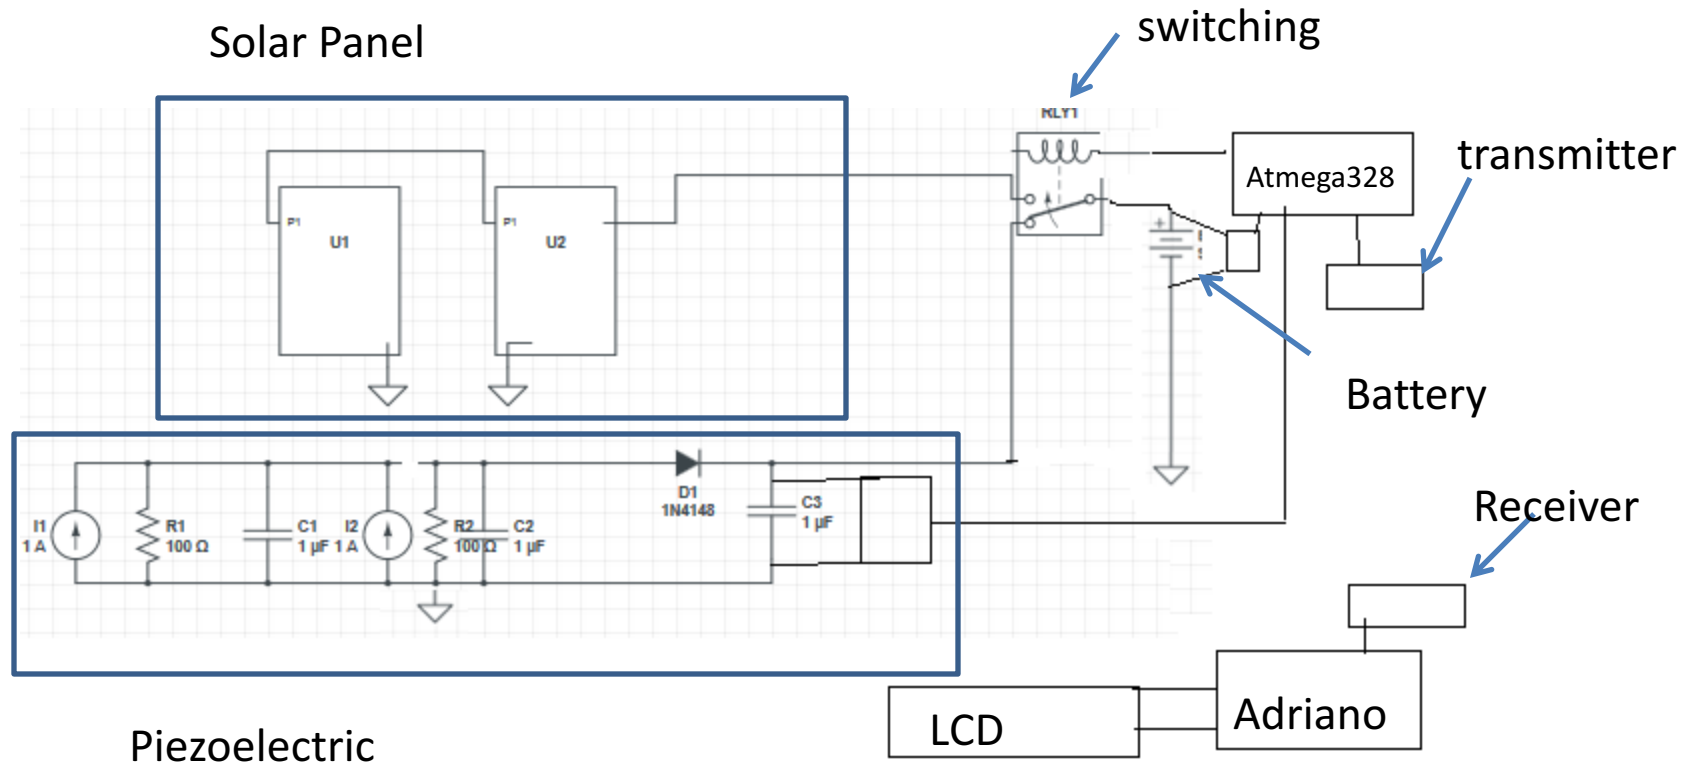 Solar Panel
switching
RLY1
transmitter
Atmega328
P1
U1
P1
U2
+
Battery
I1
1 A
R1
100 Ω
C1
1 µF
I2
1 A
R2
100 Ω
C2
1 µF
D1
1N4148
C3
1 µF
Receiver
LCD
Adriano
Piezoelectric